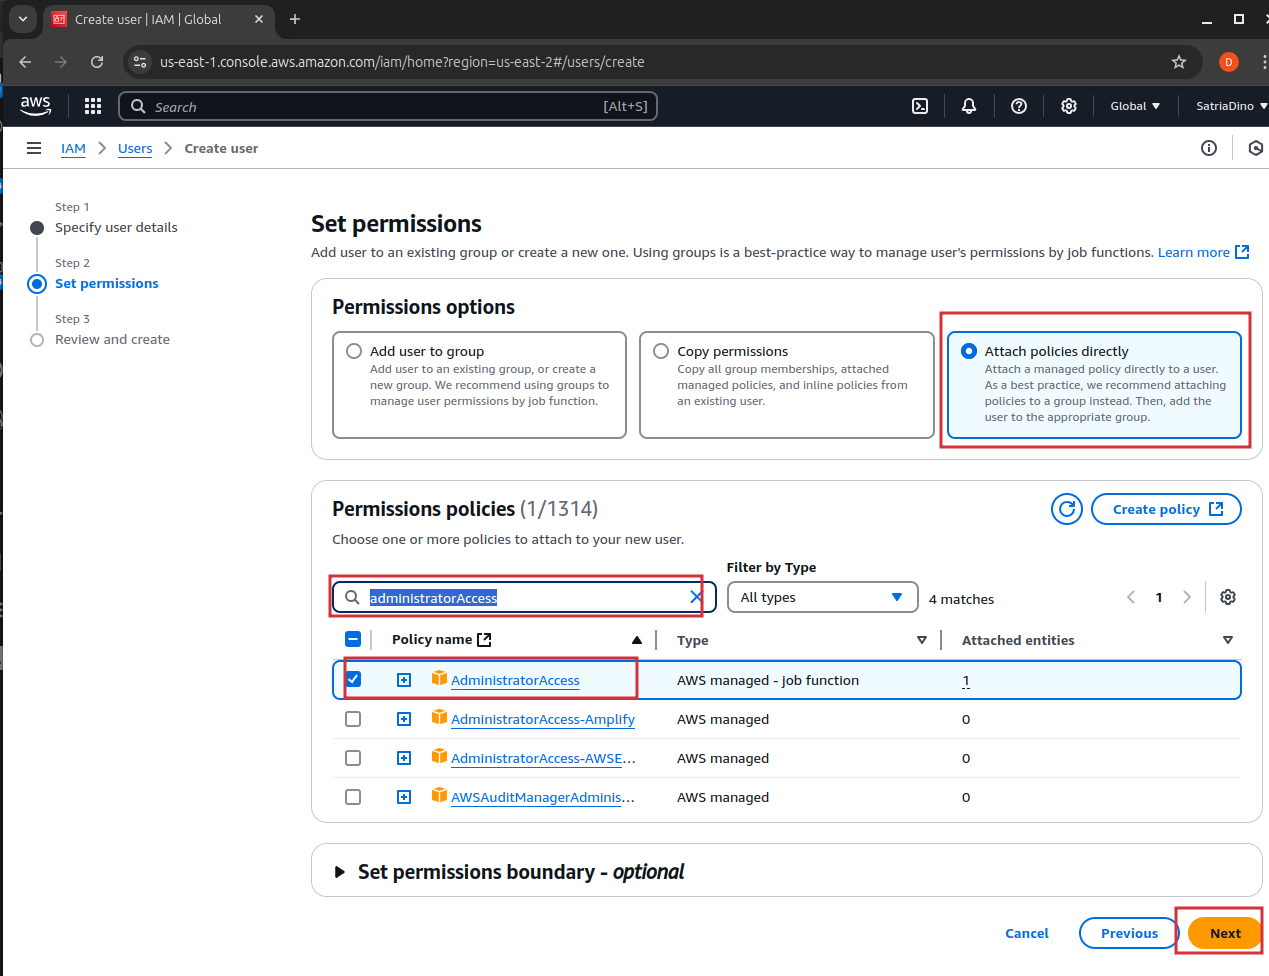 Create user | IAM | Global
us-east-1.console.aws.amazon.com/iam/home?region=us-east-2#/users/create
D
aws
Search
[Alt+S]
Global
SatriaDino
IAM
Users
Create user
Step 1
Specify user details
Step 2
Set permissions
Step 3
Review and create
Set permissions
Add user to an existing group or create a new one. Using groups is a best-practice way to manage user's permissions by job functions. Learn more
Permissions options
Add user to group
Add user to an existing group, or create a
new group. We recommend using groups to
manage user permissions by job function.
Copy permissions
Copy all group memberships, attached
managed policies, and inline policies from
an existing user.
Attach policies directly
Attach a managed policy directly to a user.
As a best practice, we recommend attaching
policies to a group instead. Then, add the
user to the appropriate group.
Permissions policies (1/1314)
Create policy
Choose one or more policies to attach to your new user.
Filter by Type
administratorAccess
All types
4 matches
1
Policy name
Type
Attached entities
AdministratorAccess
AWS managed - job function
1
AdministratorAccess-Amplify
AWS managed
0
AdministratorAccess-AWSE...
AWS managed
0
AWSAuditManagerAdminis...
AWS managed
0
Set permissions boundary - optional
Cancel
Previous
Next